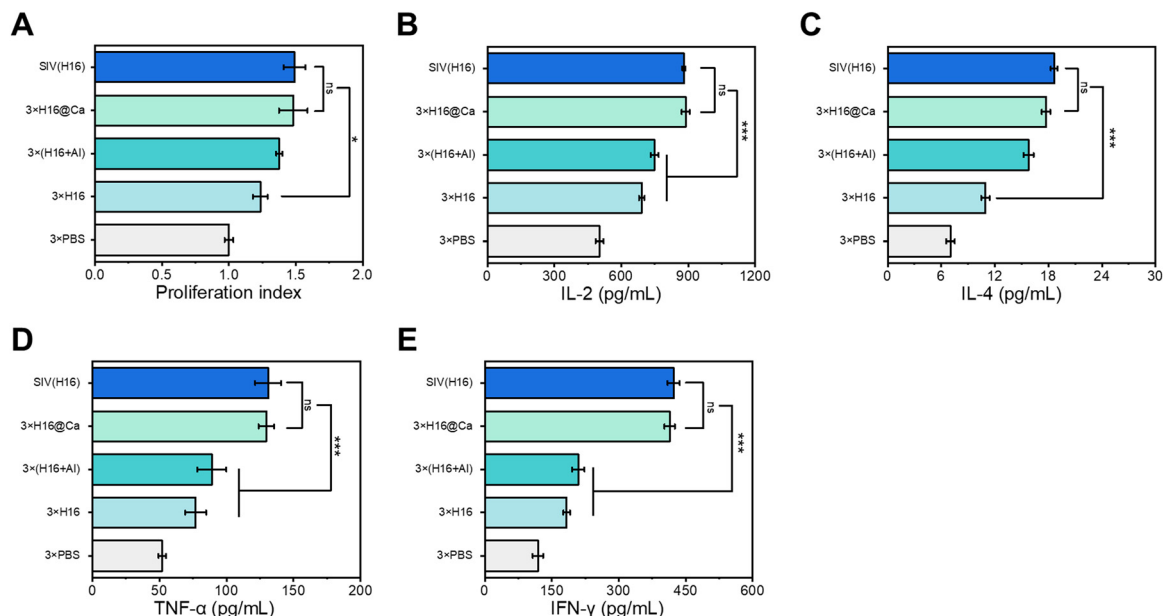 A
SIV(H16)
3×H16@Ca
3×(H16+Al)
3×H16
3×PBS
ns
*
0.0 0.5 1.0 1.5 2.0
Proliferation index
B
SIV(H16)
3×H16@Ca
3×(H16+Al)
3×H16
3×PBS
ns
***
0 300 600 900 1200
IL-2 (pg/mL)
C
SIV(H16)
3×H16@Ca
3×(H16+Al)
3×H16
3×PBS
ns
***
0 6 12 18 24 30
IL-4 (pg/mL)
D
SIV(H16)
3×H16@Ca
3×(H16+Al)
3×H16
3×PBS
ns
***
0 50 100 150 200
TNF-α (pg/mL)
E
SIV(H16)
3×H16@Ca
3×(H16+Al)
3×H16
3×PBS
ns
***
0 150 300 450 600
IFN-γ (pg/mL)